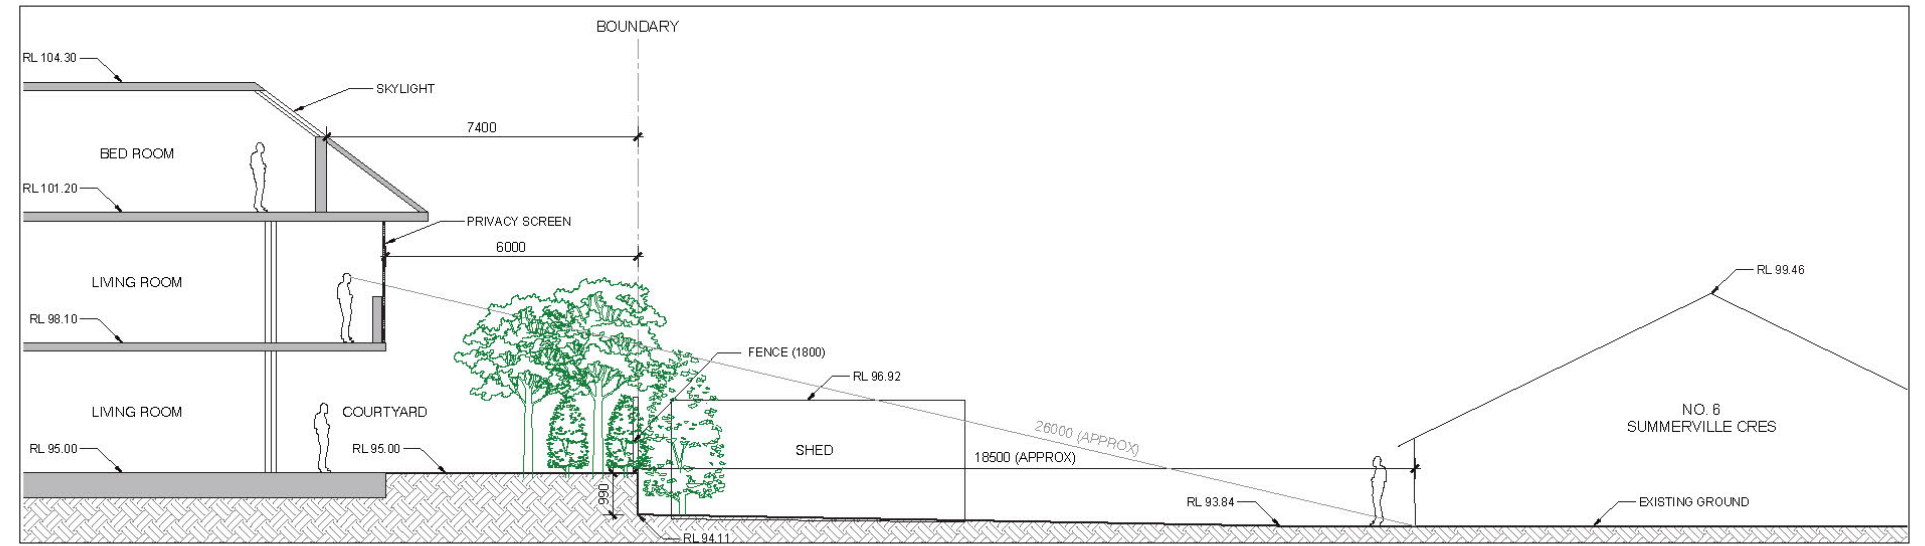 BOUNDARY
RL 104.30
SKYLIGHT
7400
BED ROOM
RL 101.20
PRIVACY SCREEN
6000
LIVING ROOM
RL 99.46
RL 98.10
FENCE (1800)
RL 96.92
LIVING ROOM
COURTYARD
NO. 6
SUMMERVILLE CRES
26000 (APPROX)
RL 95.00
RL 95.00
SHED
18500 (APPROX)
990
RL 93.84
EXISTING GROUND
RL 94.11